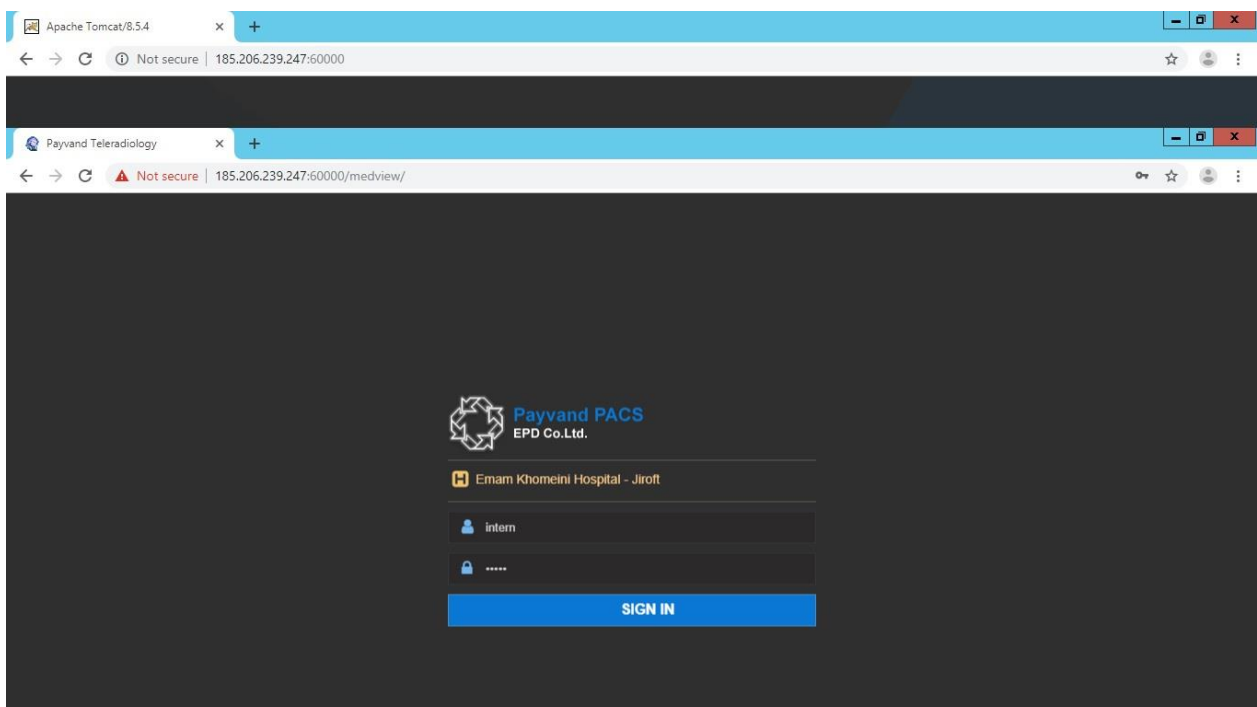 Apache Tomcat/8.5.4
Not secure | 185.206.239.247:60000
Payvand Teleradiology
Not secure | 185.206.239.247:60000/medview/
Payvand PACS
EPD Co.Ltd.
H Emam Khomeini Hospital - Jiroft
intern
•••••
SIGN IN